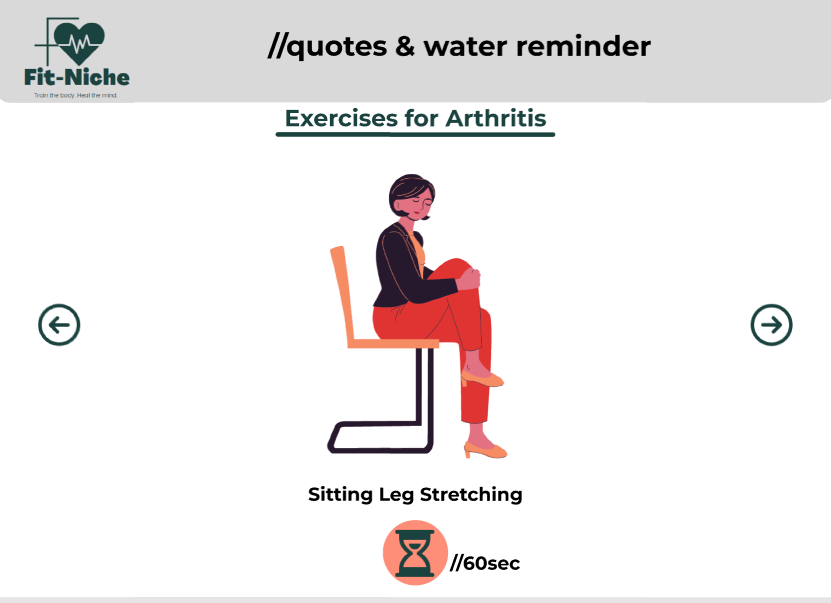 //quotes & water reminder
Fit-Niche
Train the body. Heal the mind.
Exercises for Arthritis
Sitting Leg Stretching
//60sec